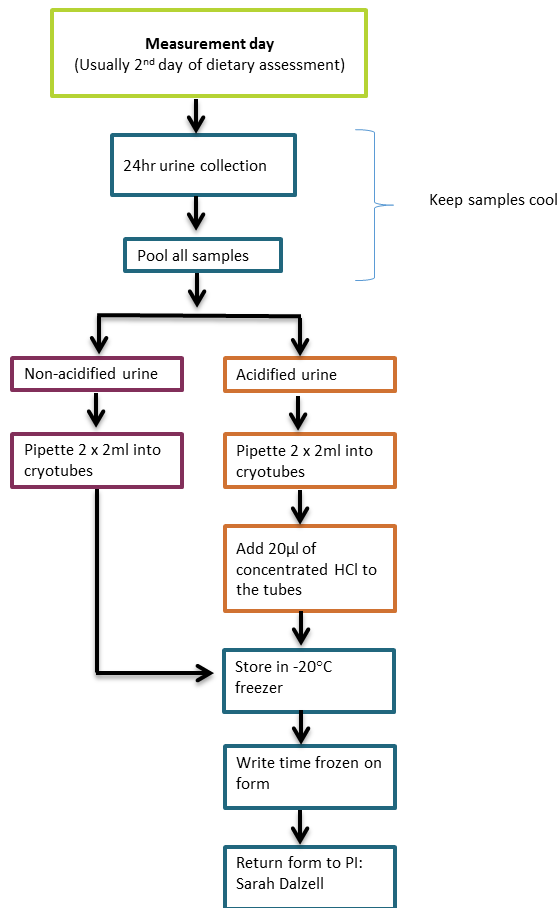 Measurement day
(Usually 2nd day of dietary assessment)
24hr urine collection
Keep samples cool
Pool all samples
Non-acidified urine
Acidified urine
Pipette 2 x 2ml into
cryotubes
Pipette 2 x 2ml into
cryotubes
Add 20µl of
concentrated HCl to
the tubes
Store in -20°C
freezer
Write time frozen on
form
Return form to PI:
Sarah Dalzell